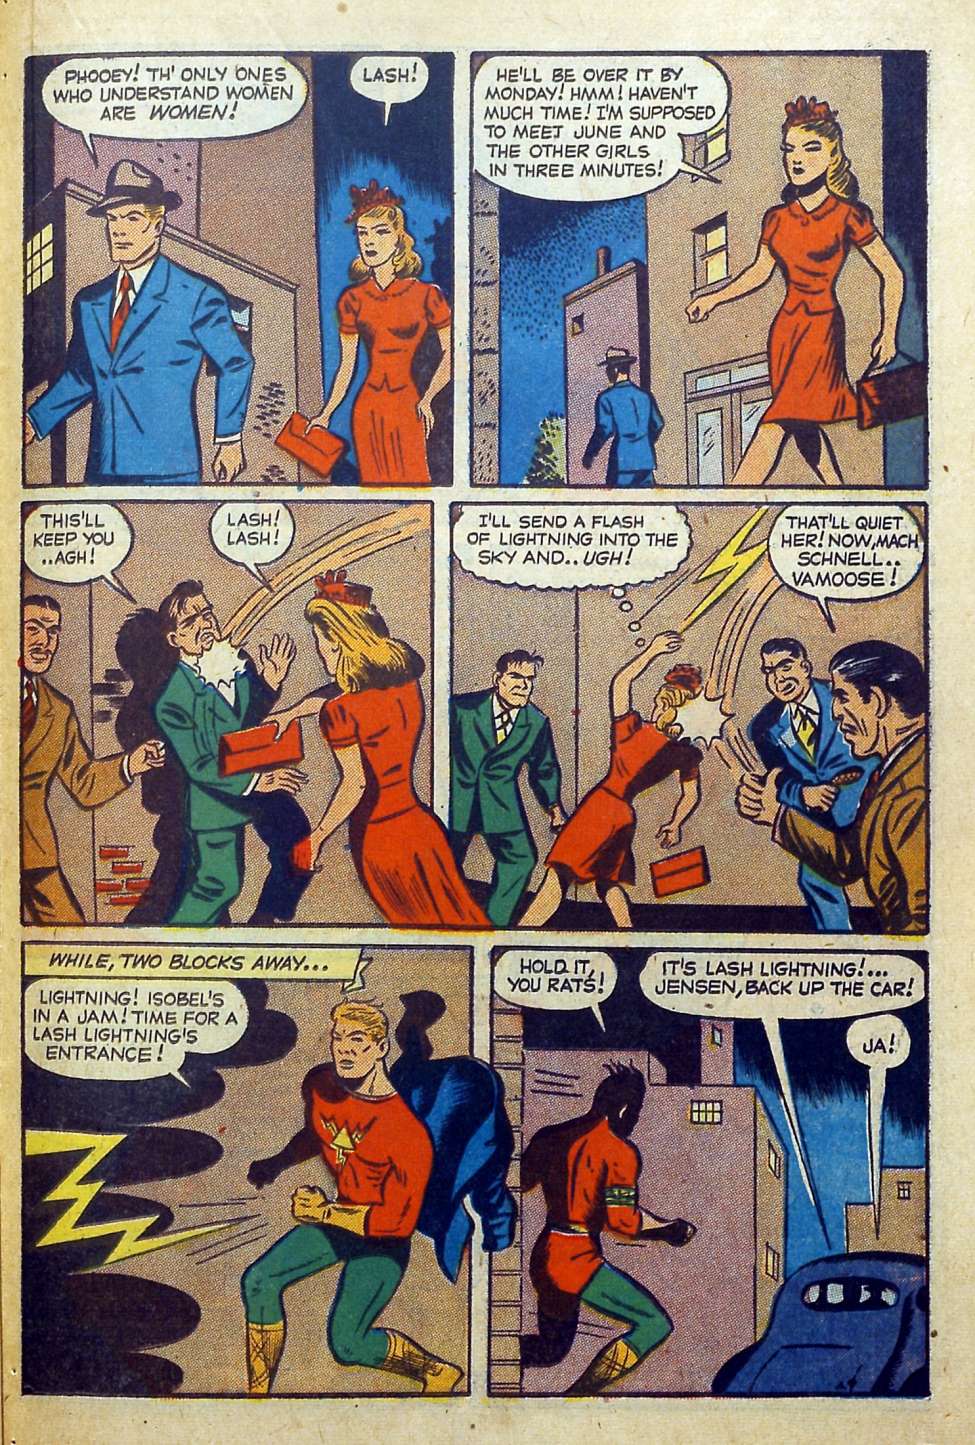 PHOOEY! TH' ONLY ONES
WHO UNDERSTAND WOMEN
ARE WOMEN!
LASH!
HE'LL BE OVER IT BY
MONDAY! HMM! HAVEN'T
MUCH TIME! I'M SUPPOSED
TO MEET JUNE AND
THE OTHER GIRLS
IN THREE MINUTES!
THIS'LL
KEEP YOU
..AGH!
LASH!
LASH!
I'LL SEND A FLASH
OF LIGHTNING INTO THE
SKY AND.. UGH!
THAT'LL QUIET
HER! NOW, MACH
SCHNELL..
VAMOOSE!
WHILE, TWO BLOCKS AWAY...
LIGHTNING! ISOBEL'S
IN A JAM! TIME FOR A
LASH LIGHTNING'S
ENTRANCE!
HOLD IT,
YOU RATS!
IT'S LASH LIGHTNING!...
JENSEN, BACK UP THE CAR!
JA!